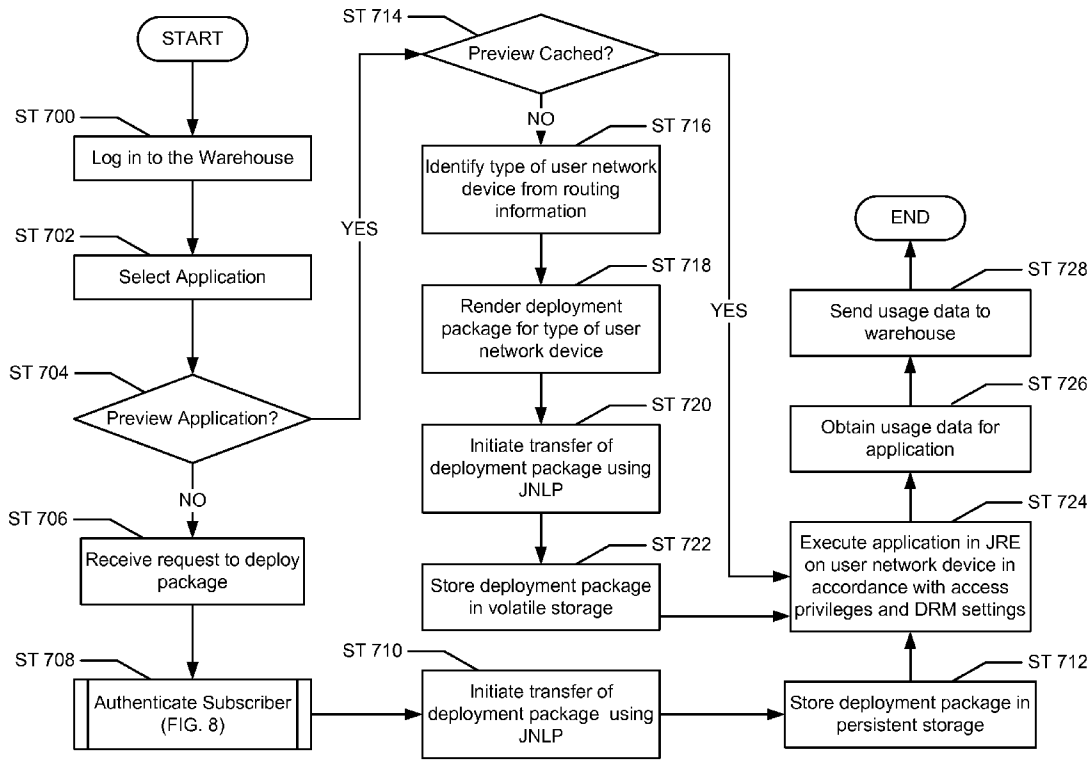 START
ST 700
Log in to the Warehouse
ST 702
Select Application
ST 704
Preview Application?
YES
NO
ST 706
Receive request to deploy
package
ST 708
Authenticate Subscriber
(FIG. 8)
ST 710
Initiate transfer of
deployment package using
JNLP
ST 712
Store deployment package in
persistent storage
ST 714
Preview Cached?
NO
YES
ST 716
Identify type of user network
device from routing
information
ST 718
Render deployment
package for type of user
network device
ST 720
Initiate transfer of
deployment package using
JNLP
ST 722
Store deployment package
in volatile storage
ST 724
Execute application in JRE
on user network device in
accordance with access
privileges and DRM settings
ST 726
Obtain usage data for
application
ST 728
Send usage data to
warehouse
END